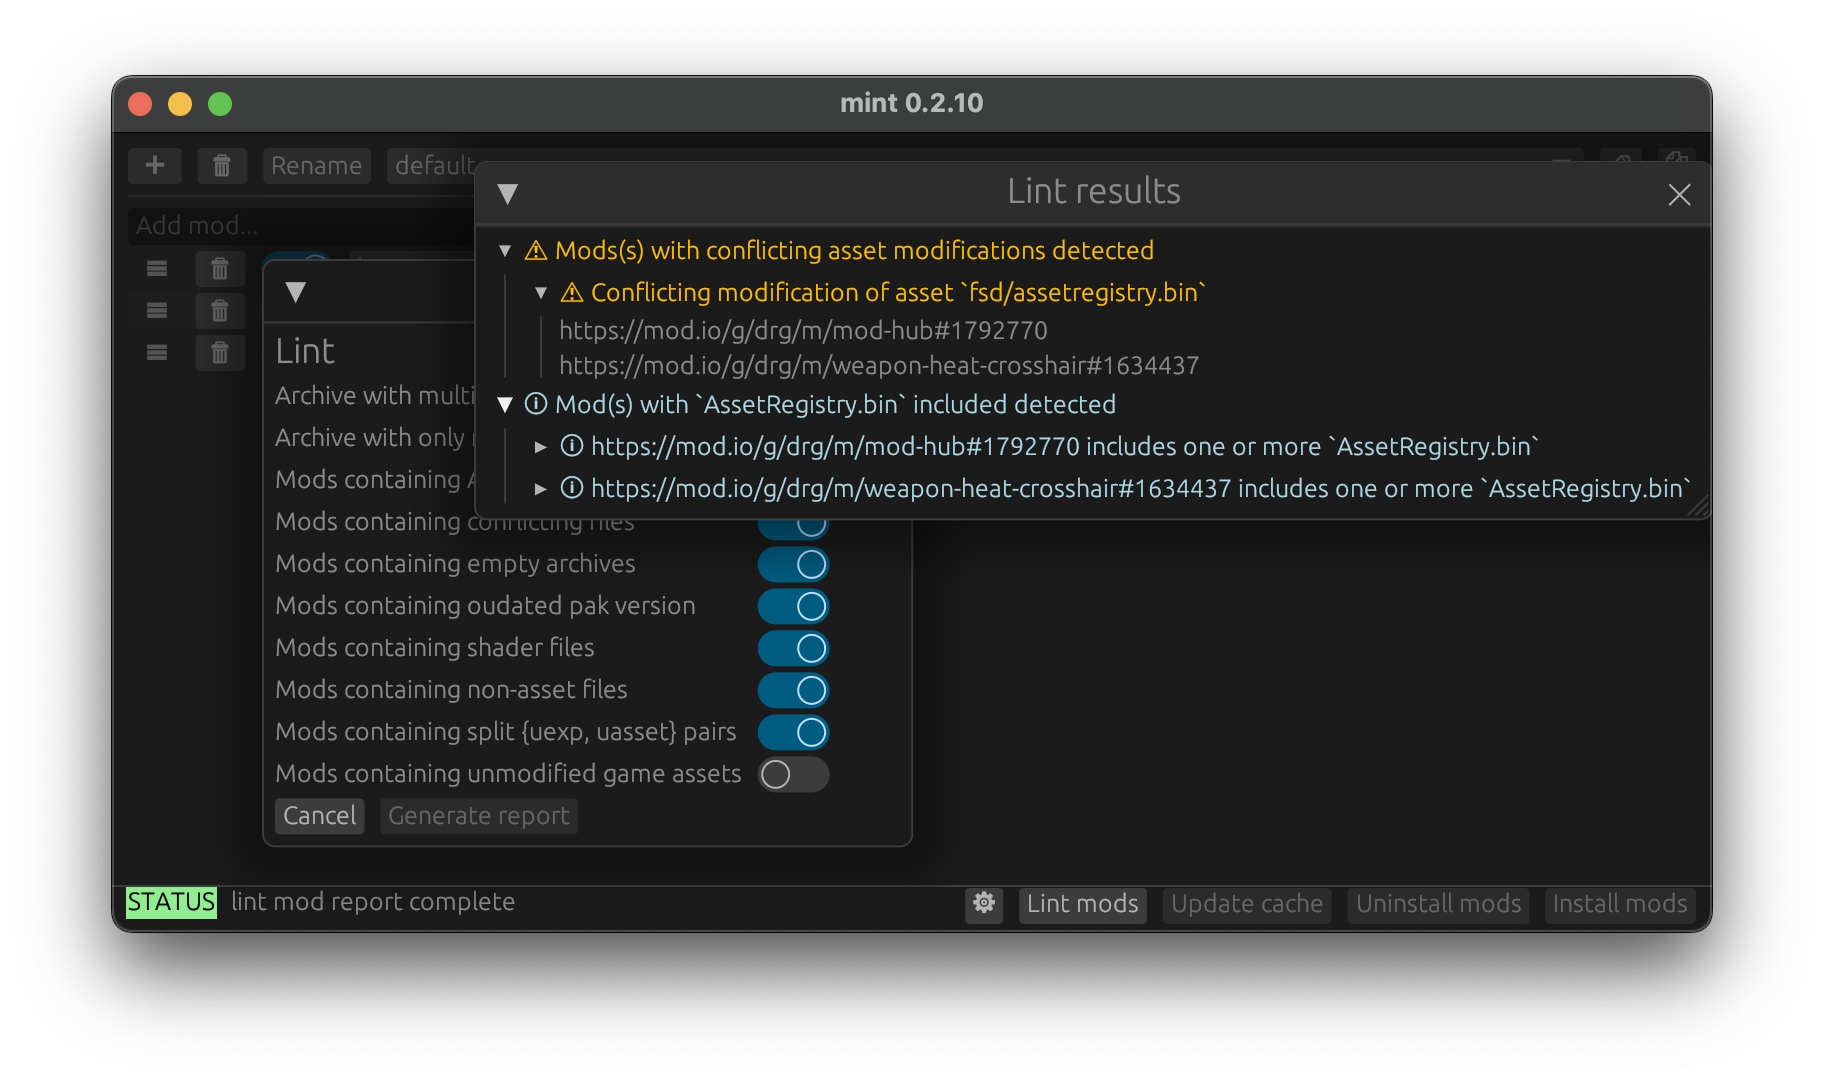 mint 0.2.10
Rename default
Add mod...
Lint results
Mods(s) with conflicting asset modifications detected
Conflicting modification of asset `fsd/assetregistry.bin`
https://mod.io/g/drg/m/mod-hub#1792770
https://mod.io/g/drg/m/weapon-heat-crosshair#1634437
Mod(s) with `AssetRegistry.bin` included detected
https://mod.io/g/drg/m/mod-hub#1792770 includes one or more `AssetRegistry.bin`
https://mod.io/g/drg/m/weapon-heat-crosshair#1634437 includes one or more `AssetRegistry.bin`
Lint
Archive with multi
Archive with only
Mods containing
Mods containing conflicting files
Mods containing empty archives
Mods containing oudated pak version
Mods containing shader files
Mods containing non-asset files
Mods containing split {uexp, uasset} pairs
Mods containing unmodified game assets
Cancel Generate report
STATUS lint mod report complete
Lint mods Update cache Uninstall mods Install mods